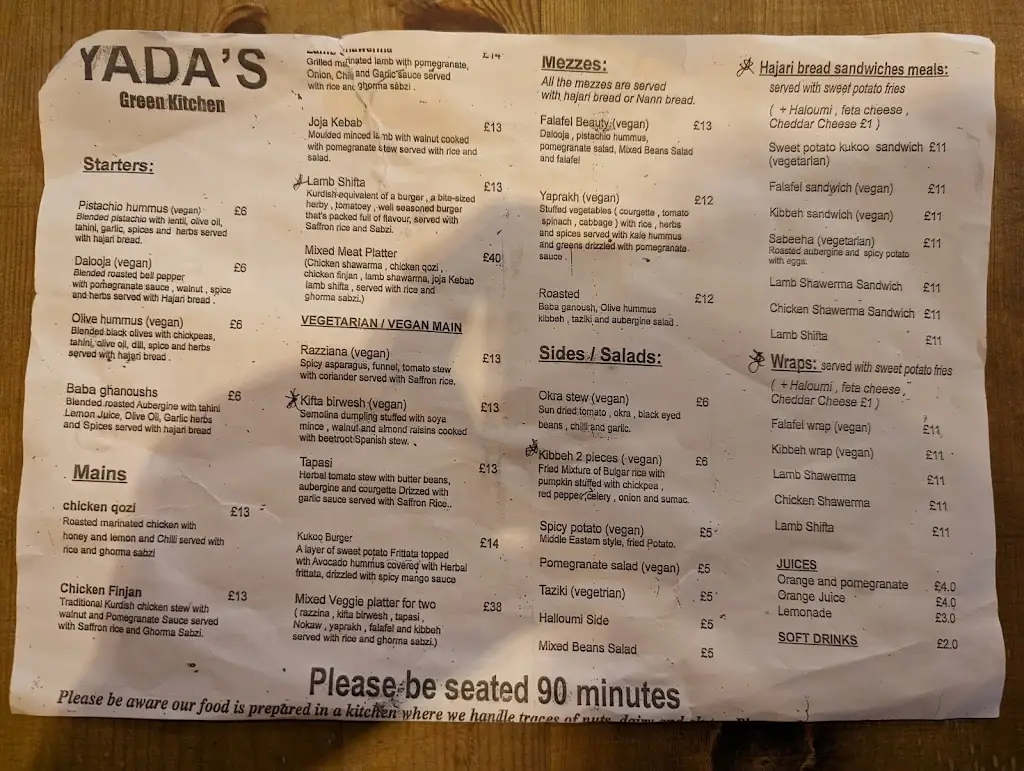 YADA'S
Green Kitchen
Starters:
Pistachio hummus (vegan) £6
Blended pistachio with lentil, olive oil,
tahini, garlic, spices and herbs served
with hajari bread.
Dalooja (vegan) £6
Blended roasted bell pepper
with pomegranate sauce , walnut , spice
and herbs served with Hajari bread .
Olive hummus (vegan) £6
Blended black olives with chickpeas,
tahini, olive oil, dill, spice and herbs
served with hajari bread .
Baba ghanoushs £6
Blended roasted Aubergine with tahini
Lemon Juice, Olive Oil, Garlic herbs
and Spices served with hajari bread
Mains
chicken qozi £13
Roasted marinated chicken with
honey and lemon and Chilli served with
rice and ghorma sabzi
Chicken Finjan £13
Traditional Kurdish chicken stew with
walnut and Pomegranate Sauce served
with Saffron rice and Ghorma Sabzi.
Grilled marinated lamb with pomegranate,
Onion, Chili and Garlic sauce served
with rice and ghorma sabzi .
Joja Kebab £13
Moulded minced lamb with walnut cooked
with pomegranate stew served with rice and
salad.
Lamb Shifta £13
Kurdish equivalent of a burger , a bite-sized
herby , tomatoey , well seasoned burger
that's packed full of flavour, served with
Saffron rice and Sabzi.
Mixed Meat Platter £40
(Chicken shawarma , chicken qozi ,
chicken finjan , lamb shawarma, joja Kebab
lamb shifta , served with rice and
ghorma sabzi.)
VEGETARIAN / VEGAN MAIN
Razziana (vegan) £13
Spicy asparagus, funnel, tomato stew
with coriander served with Saffron rice.
Kifta birwesh (vegan) £13
Semolina dumpling stuffed with soya
mince , walnut and almond raisins cooked
with beetroot Spanish stew.
Tapasi £13
Herbal tomato stew with butter beans,
aubergine and courgette Drizzled with
garlic sauce served with Saffron Rice..
Kukoo Burger £14
A layer of sweet potato Frittata topped
wth Avocado hummus covered with Herbal
frittata, drizzled with spicy mango sauce
Mixed Veggie platter for two £38
( razzina , kifta birwesh , tapasi ,
Nokaw , yaprakh , falafel and kibbeh
served with rice and ghorma sabzi.)
Mezzes:
All the mezzes are served
with hajari bread or Nann bread.
Falafel Beauty (vegan) £13
Dalooja , pistachio hummus,
pomegranate salad, Mixed Beans Salad
and falafel
Yaprakh (vegan) £12
Stuffed vegetables ( courgette , tomato
spinach , cabbage ) with rice , herbs
and spices served with kale hummus
and greens drizzled with pomegranate
sauce .
Roasted £12
Baba ganoush, Olive hummus
kibbeh , taziki and aubergine salad .
Sides / Salads:
Okra stew (vegan) £6
Sun dried tomato , okra , black eyed
beans , chilli and garlic.
Kibbeh 2 pieces ( vegan) £6
Fried Mixture of Bulgar rice with
pumpkin stuffed with chickpea ,
red pepper,celery , onion and sumac.
Spicy potato (vegan) £5
Middle Eastern style, fried Potato.
Pomegranate salad (vegan) £5
Taziki (vegetrian) £5
Halloumi Side £5
Mixed Beans Salad £5
Hajari bread sandwiches meals:
served with sweet potato fries
( + Haloumi , feta cheese ,
Cheddar Cheese £1 )
Sweet potato kukoo sandwich £11
(vegetarian)
Falafel sandwich (vegan) £11
Kibbeh sandwich (vegan) £11
Sabeeha (vegetarian) £11
Roasted aubergine and spicy potato
with eggs.
Lamb Shawerma Sandwich £11
Chicken Shawarma Sandwich £11
Lamb Shifta £11
Wraps: served with sweet potato fries
( + Haloumi , feta cheese ,
Cheddar Cheese £1 )
Falafel wrap (vegan) £11
Kibbeh wrap (vegan) £11
Lamb Shawerma £11
Chicken Shawerma £11
Lamb Shifta £11
JUICES
Orange and pomegranate £4.0
Orange Juice £4.0
Lemonade £3.0
SOFT DRINKS £2.0
Please be seated 90 minutes
Please be aware our food is prepared in a kitchen where we handle traces of nuts, dairy and